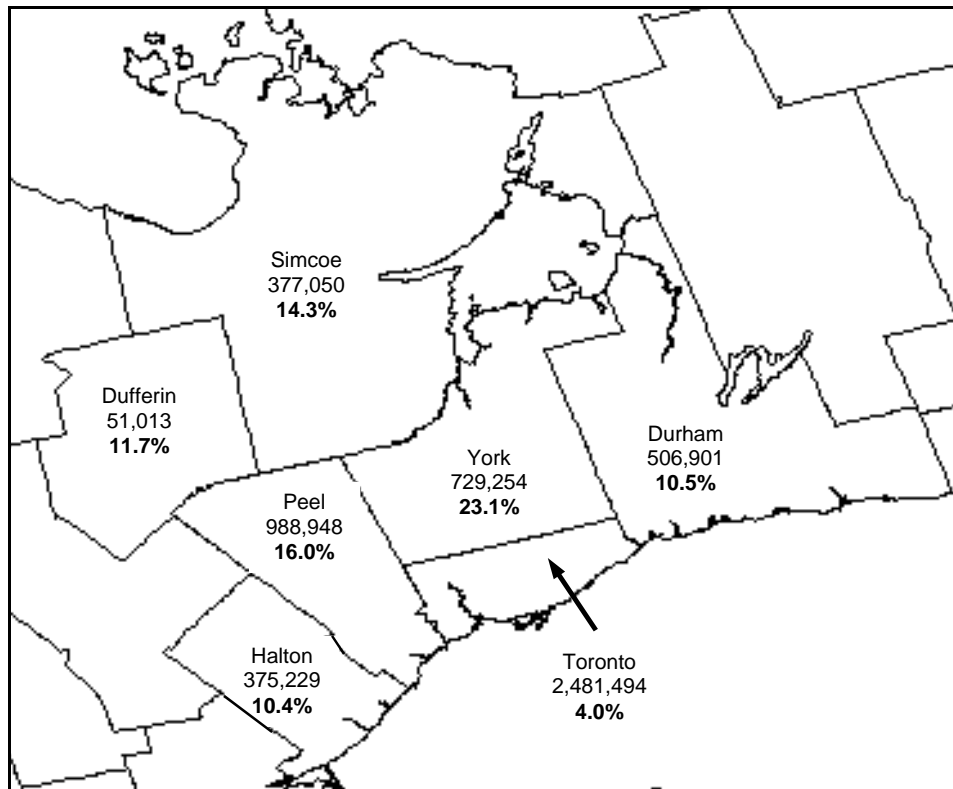 Simcoe
377,050
14.3%
Dufferin
51,013
11.7%
York
729,254
23.1%
Durham
506,901
10.5%
Peel
988,948
16.0%
Halton
375,229
10.4%
Toronto
2,481,494
4.0%